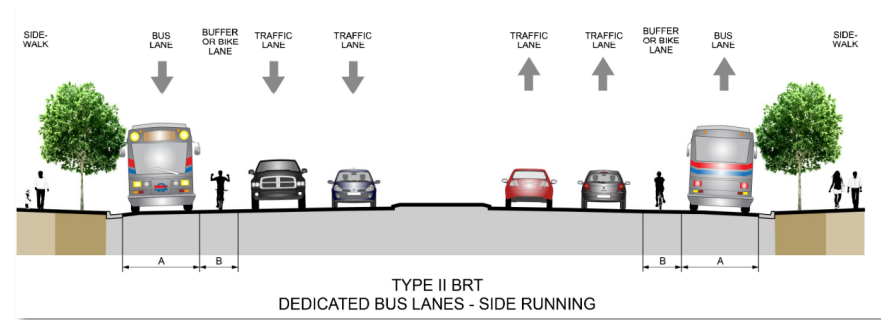 SIDE-
WALK
BUS
LANE
BUFFER
OR BIKE
LANE
TRAFFIC
LANE
TRAFFIC
LANE
TRAFFIC
LANE
TRAFFIC
LANE
BUFFER
OR BIKE
LANE
BUS
LANE
SIDE-
WALK
A
B
B
A
TYPE II BRT
DEDICATED BUS LANES - SIDE RUNNING